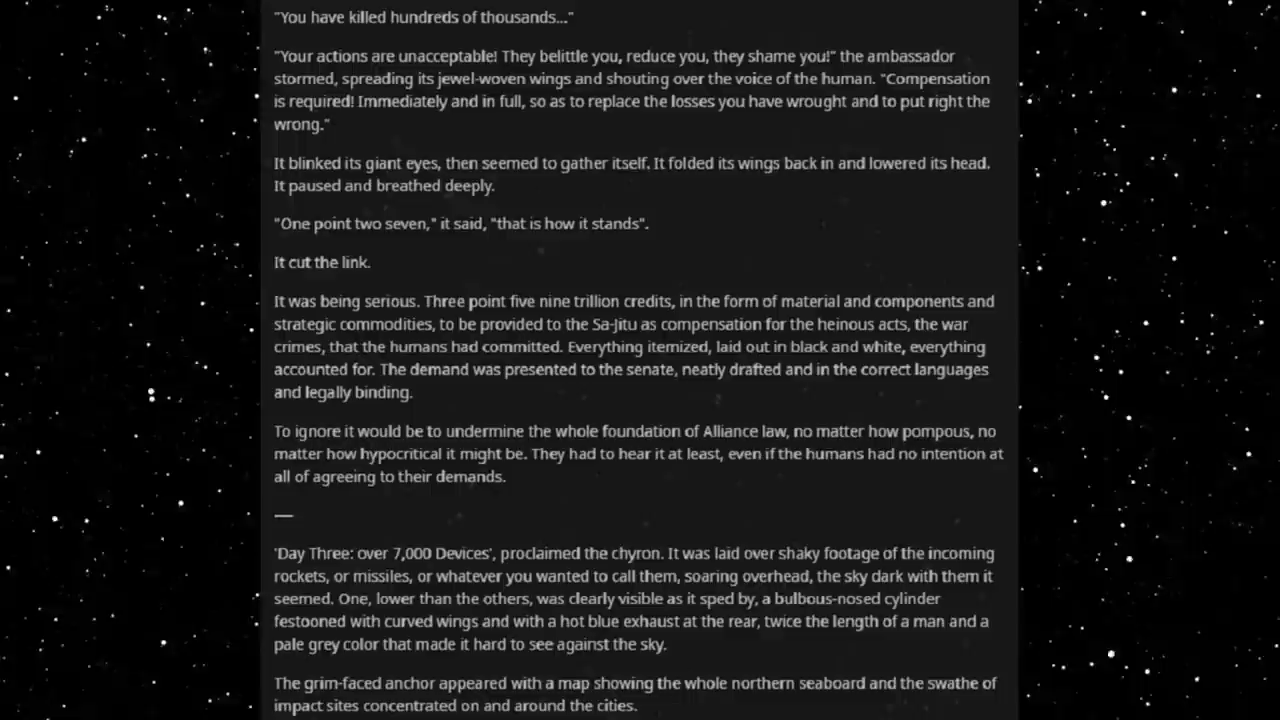 "You have killed hundreds of thousands..."
"Your actions are unacceptable! They belittle you, reduce you, they shame you!" the ambassador
stormed, spreading its jewel-woven wings and shouting over the voice of the human. "Compensation
is required! Immediately and in full, so as to replace the losses you have wrought and to put right the
wrong."
It blinked its giant eyes, then seemed to gather itself. It folded its wings back in and lowered its head.
It paused and breathed deeply.
"One point two seven," it said, "that is how it stands".
It cut the link.
It was being serious. Three point five nine trillion credits, in the form of material and components and
strategic commodities, to be provided to the Sa-Jitu as compensation for the heinous acts, the war
crimes, that the humans had committed. Everything itemized, laid out in black and white, everything
accounted for. The demand was presented to the senate, neatly drafted and in the correct languages
and legally binding.
To ignore it would be to undermine the whole foundation of Alliance law, no matter how pompous, no
matter how hypocritical it might be. They had to hear it at least, even if the humans had no intention at
all of agreeing to their demands.
—
'Day Three: over 7,000 Devices', proclaimed the chyron. It was laid over shaky footage of the incoming
rockets, or missiles, or whatever you wanted to call them, soaring overhead, the sky dark with them it
seemed. One, lower than the others, was clearly visible as it sped by, a bulbous-nosed cylinder
festooned with curved wings and with a hot blue exhaust at the rear, twice the length of a man and a
pale grey color that made it hard to see against the sky.
The grim-faced anchor appeared with a map showing the whole northern seaboard and the swathe of
impact sites concentrated on and around the cities.